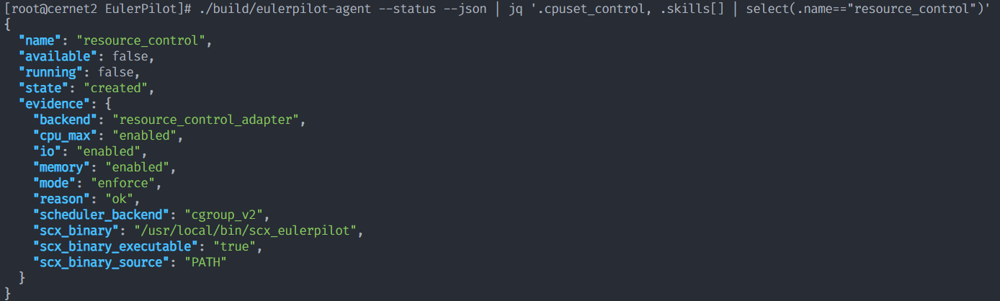 [root@cernet2 EulerPilot]# ./build/eulerpilot-agent --status --json | jq '.cpuset_control, .skills[] | select(.name=="resource_control")'
{
  "name": "resource_control",
  "available": false,
  "running": false,
  "state": "created",
  "evidence": {
    "backend": "resource_control_adapter",
    "cpu_max": "enabled",
    "io": "enabled",
    "memory": "enabled",
    "mode": "enforce",
    "reason": "ok",
    "scheduler_backend": "cgroup_v2",
    "scx_binary": "/usr/local/bin/scx_eulerpilot",
    "scx_binary_executable": "true",
    "scx_binary_source": "PATH"
  }
}